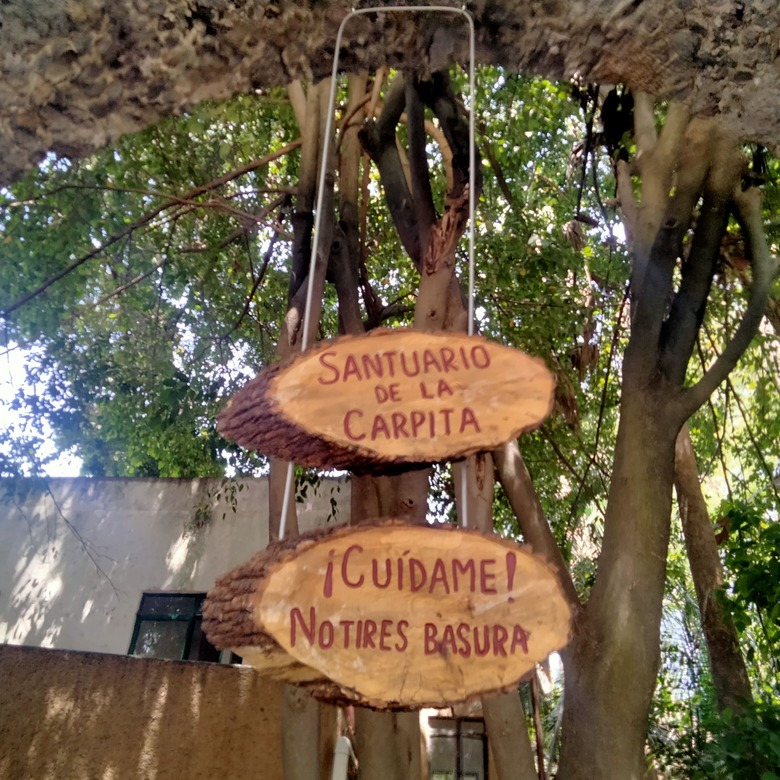 SANTUARIO
DE LA
CARPITA
¡CUÍDAME!
NO TIRES BASURA